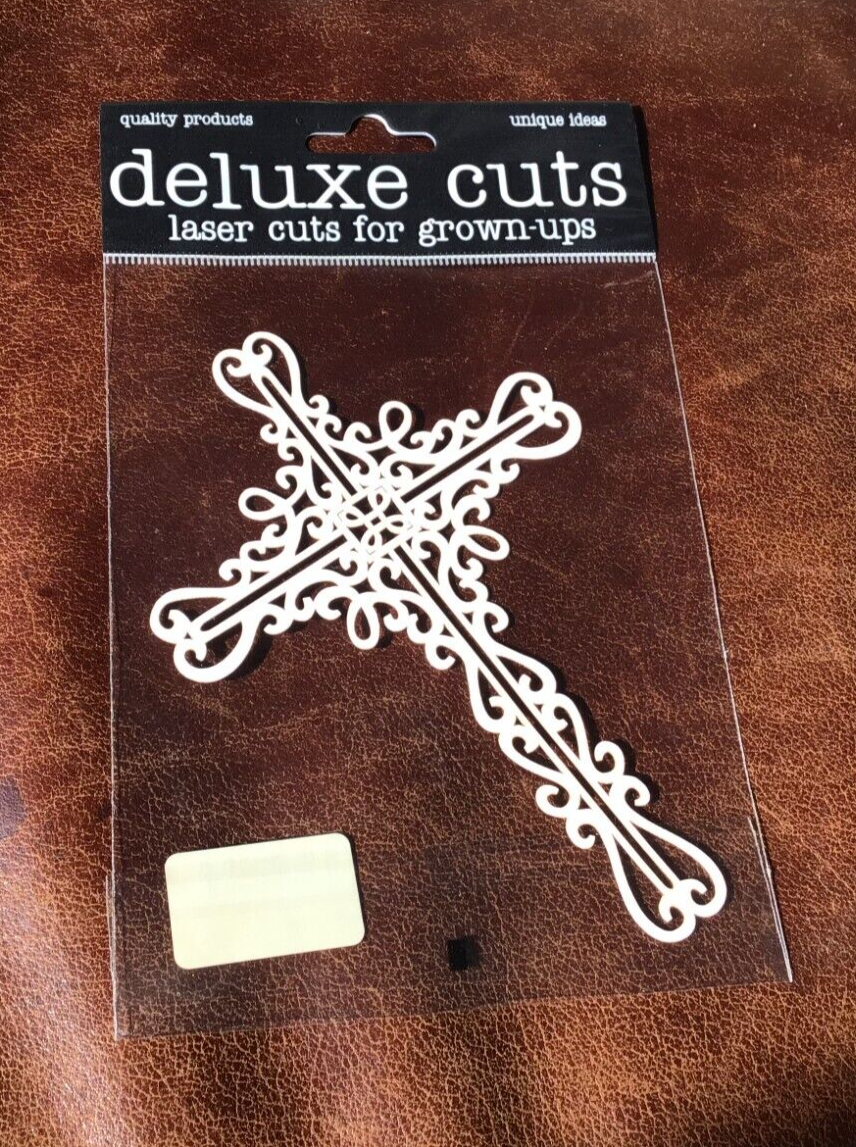 quality products
unique ideas
deluxe cuts
laser cuts for grown-ups